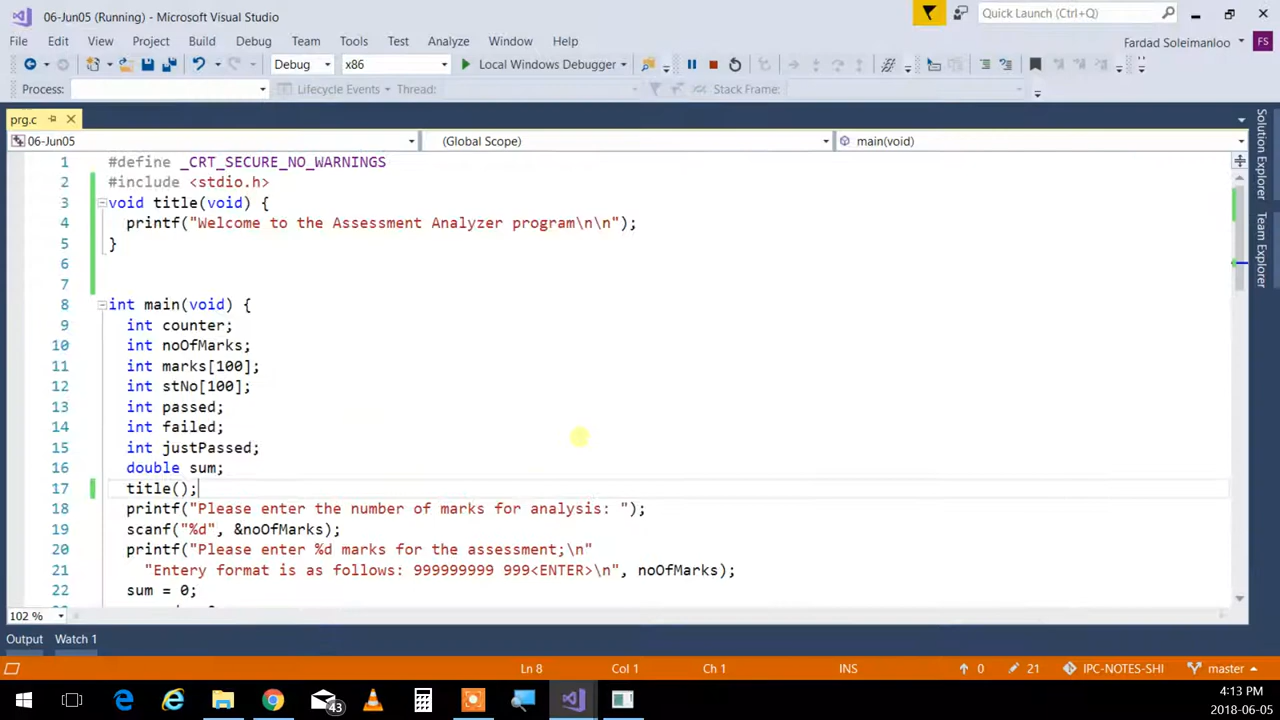 06-Jun05 (Running) - Microsoft Visual Studio
Quick Launch (Ctrl+Q)
File Edit View Project Build Debug Team Tools Test Analyze Window Help
Fardad Soleimanloo FS
Debug x86 Local Windows Debugger
Process: Lifecycle Events Thread: Stack Frame:
prg.c
06-Jun05 (Global Scope) main(void)
1 #define _CRT_SECURE_NO_WARNINGS
2 #include <stdio.h>
3 void title(void) {
4 printf("Welcome to the Assessment Analyzer program\n\n");
5 }
6
7
8 int main(void) {
9 int counter;
10 int noOfMarks;
11 int marks[100];
12 int stNo[100];
13 int passed;
14 int failed;
15 int justPassed;
16 double sum;
17 title();
18 printf("Please enter the number of marks for analysis: ");
19 scanf("%d", &noOfMarks);
20 printf("Please enter %d marks for the assessment;\n"
21 "Entery format is as follows: 999999999 999<ENTER>\n", noOfMarks);
22 sum = 0;
102 %
Solution Explorer
Team Explorer
Output Watch 1
Ln 8 Col 1 Ch 1 INS 0 21 IPC-NOTES-SHI master
43
4:13 PM
2018-06-05